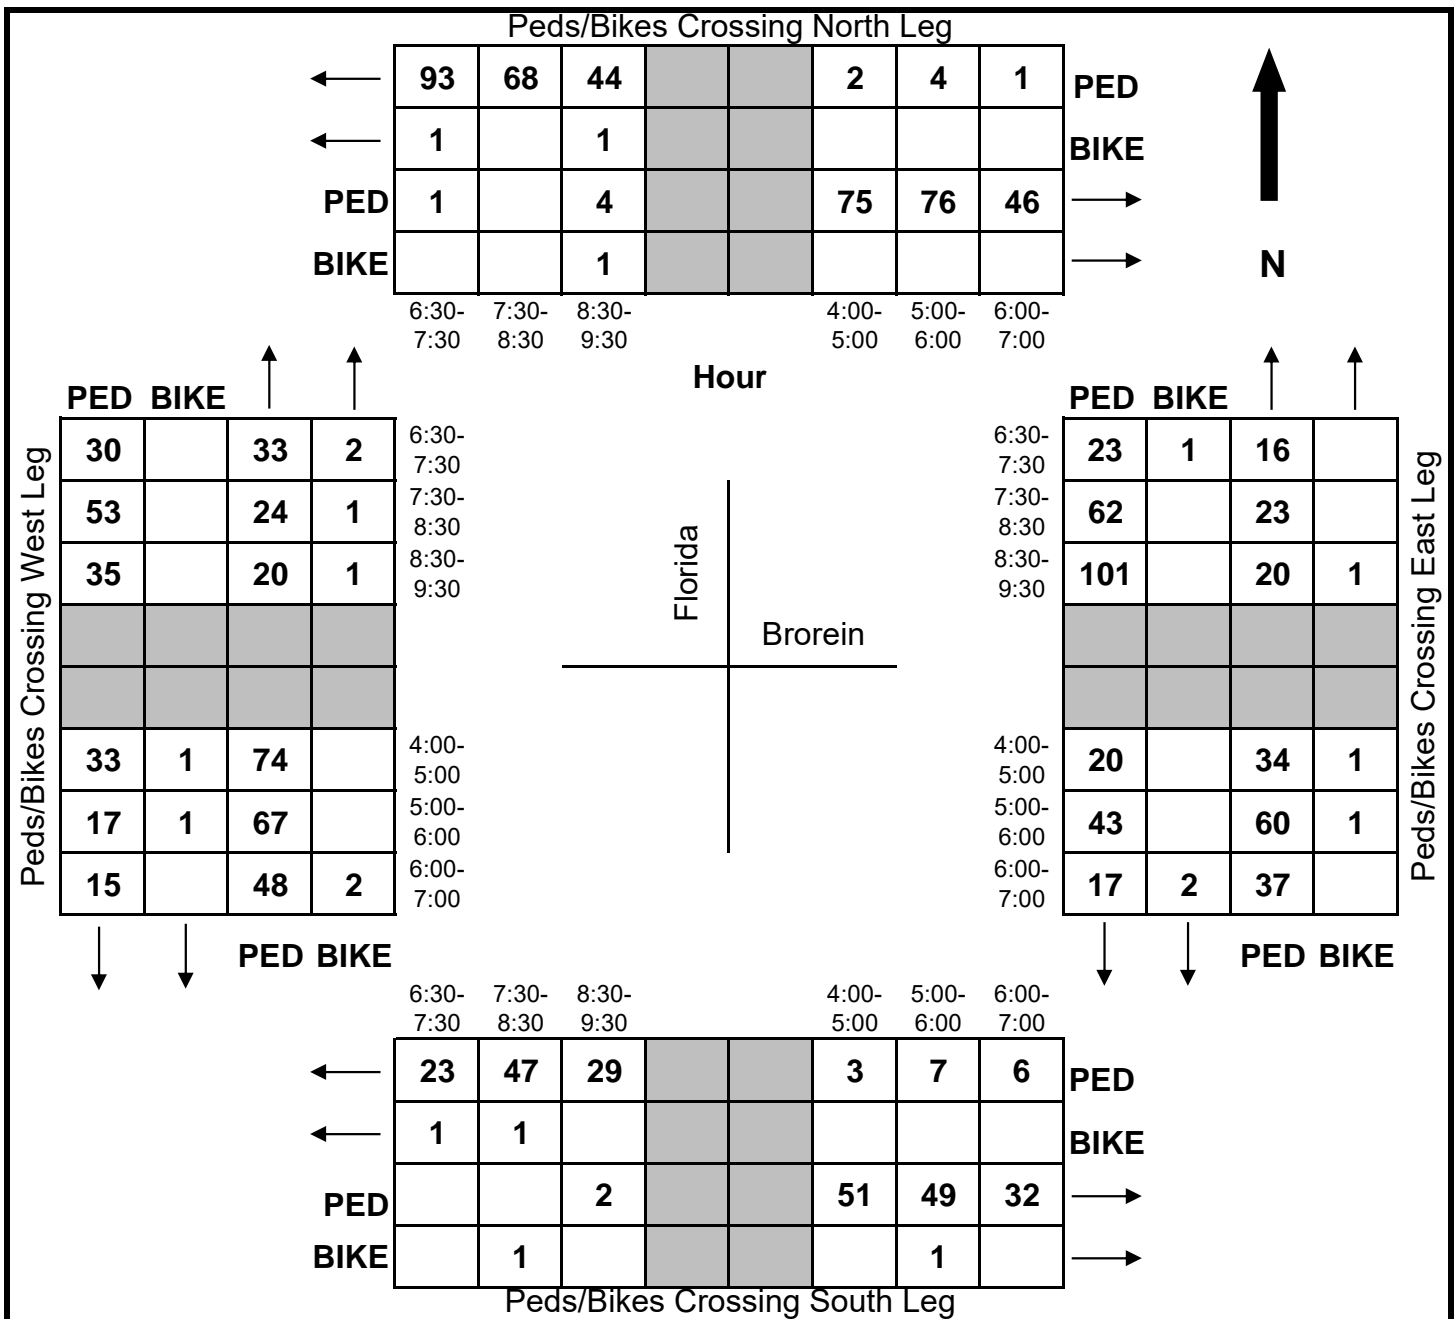 Peds/Bikes Crossing North Leg
93 68 44 2 4 1 PED
1 1 BIKE
PED 1 4 75 76 46
BIKE 1
N
6:30- 7:30- 8:30- 4:00- 5:00- 6:00-
7:30 8:30 9:30 5:00 6:00 7:00
Hour
PED BIKE
PED BIKE
Peds/Bikes Crossing West Leg
30 33 2 6:30-
7:30
53 24 1 7:30-
8:30
35 20 1 8:30-
9:30
33 1 74 4:00-
5:00
17 1 67 5:00-
6:00
15 48 2 6:00-
7:00
PED BIKE
Florida
Brorein
6:30-
7:30 23 1 16
7:30-
8:30 62 23
8:30-
9:30 101 20 1
4:00-
5:00 20 34 1
5:00-
6:00 43 60 1
6:00-
7:00 17 2 37
PED BIKE
Peds/Bikes Crossing East Leg
6:30- 7:30- 8:30- 4:00- 5:00- 6:00-
7:30 8:30 9:30 5:00 6:00 7:00
23 47 29 3 7 6 PED
1 1 BIKE
PED 2 51 49 32
BIKE 1 1
Peds/Bikes Crossing South Leg